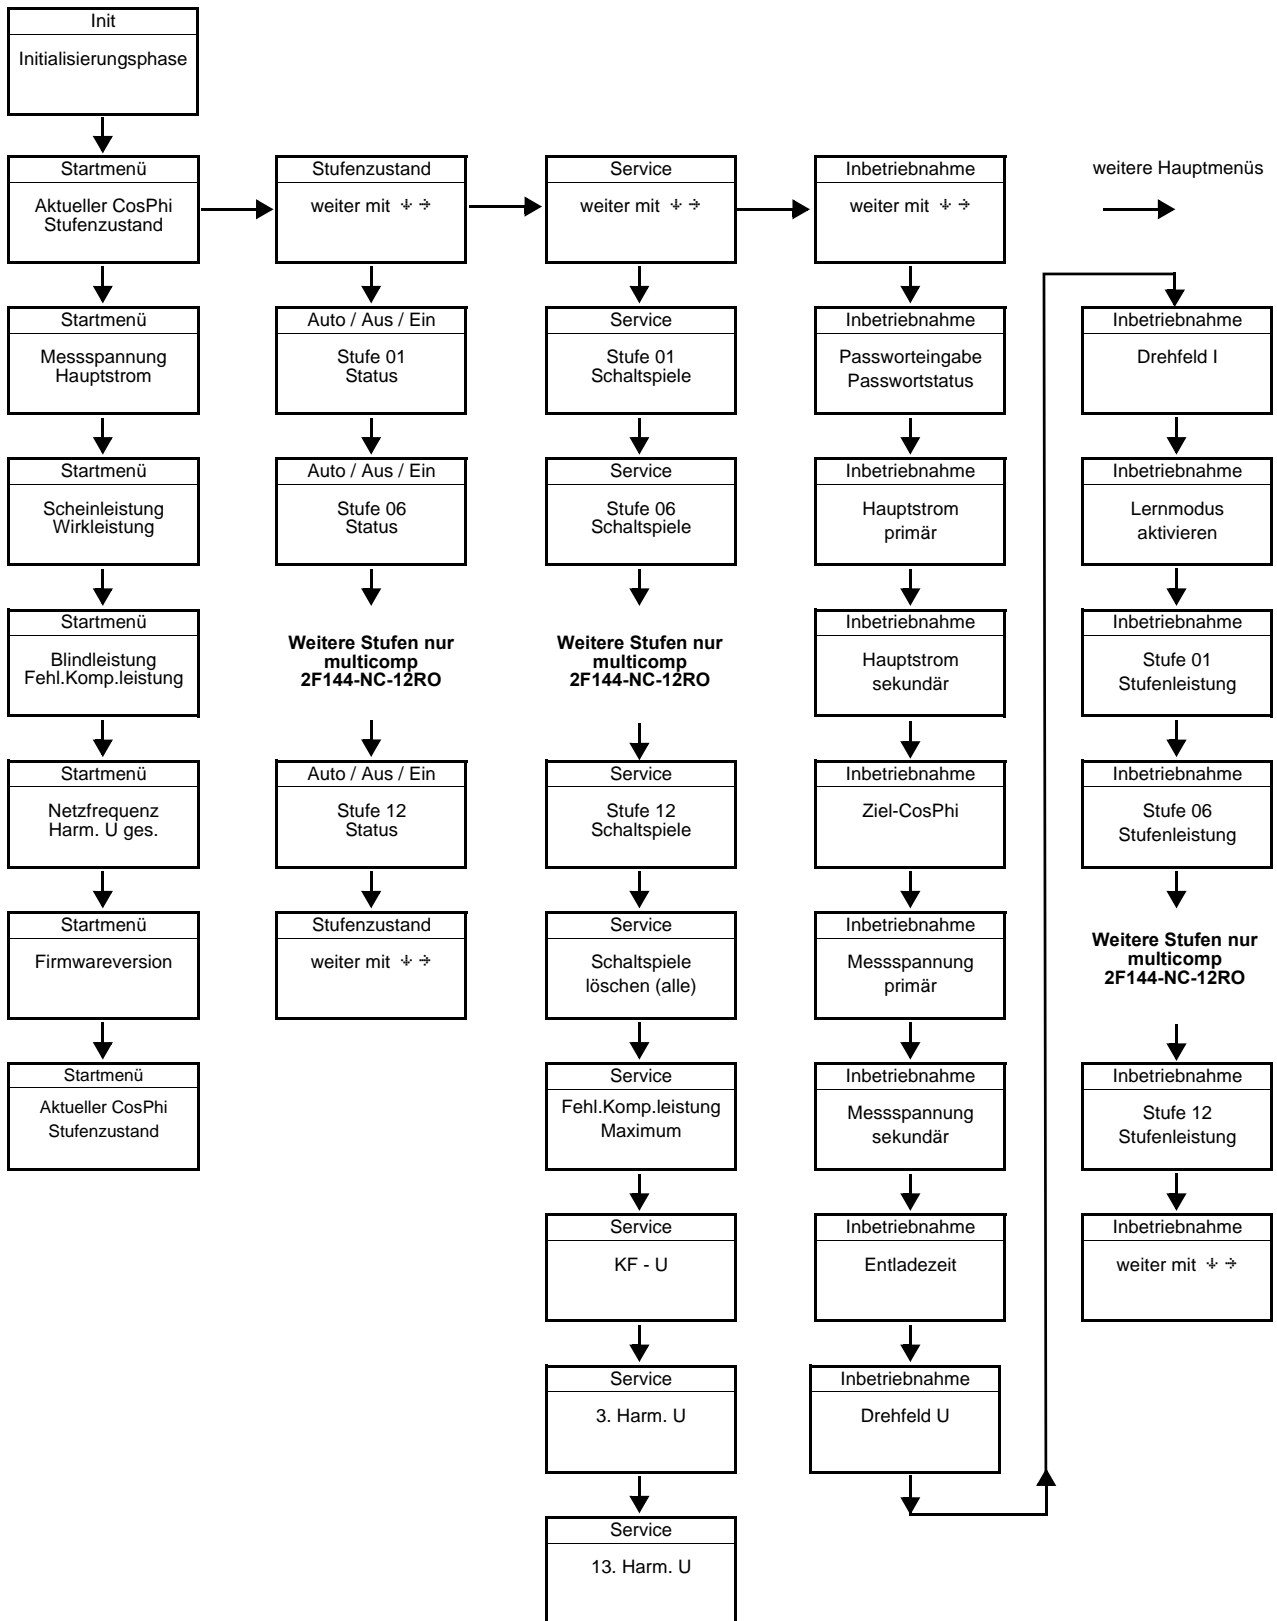 Init
Initialisierungsphase
Startmenü
Aktueller CosPhi
Stufenzustand
Startmenü
Messspannung
Hauptstrom
Startmenü
Scheinleistung
Wirkleistung
Startmenü
Blindleistung
Fehl.Komp.leistung
Startmenü
Netzfrequenz
Harm. U ges.
Startmenü
Firmwareversion
Startmenü
Aktueller CosPhi
Stufenzustand
Stufenzustand
weiter mit ↓ →
Auto / Aus / Ein
Stufe 01
Status
Auto / Aus / Ein
Stufe 06
Status
Weitere Stufen nur
multicomp
2F144-NC-12RO
Auto / Aus / Ein
Stufe 12
Status
Stufenzustand
weiter mit ↓ →
Service
weiter mit ↓ →
Service
Stufe 01
Schaltspiele
Service
Stufe 06
Schaltspiele
Weitere Stufen nur
multicomp
2F144-NC-12RO
Service
Stufe 12
Schaltspiele
Service
Schaltspiele
löschen (alle)
Service
Fehl.Komp.leistung
Maximum
Service
KF - U
Service
3. Harm. U
Service
13. Harm. U
Inbetriebnahme
weiter mit ↓ →
Inbetriebnahme
Passworteingabe
Passwortstatus
Inbetriebnahme
Hauptstrom
primär
Inbetriebnahme
Hauptstrom
sekundär
Inbetriebnahme
Ziel-CosPhi
Inbetriebnahme
Messspannung
primär
Inbetriebnahme
Messspannung
sekundär
Inbetriebnahme
Entladezeit
Inbetriebnahme
Drehfeld U
weitere Hauptmenüs
Inbetriebnahme
Drehfeld I
Inbetriebnahme
Lernmodus
aktivieren
Inbetriebnahme
Stufe 01
Stufenleistung
Inbetriebnahme
Stufe 06
Stufenleistung
Weitere Stufen nur
multicomp
2F144-NC-12RO
Inbetriebnahme
Stufe 12
Stufenleistung
Inbetriebnahme
weiter mit ↓ →